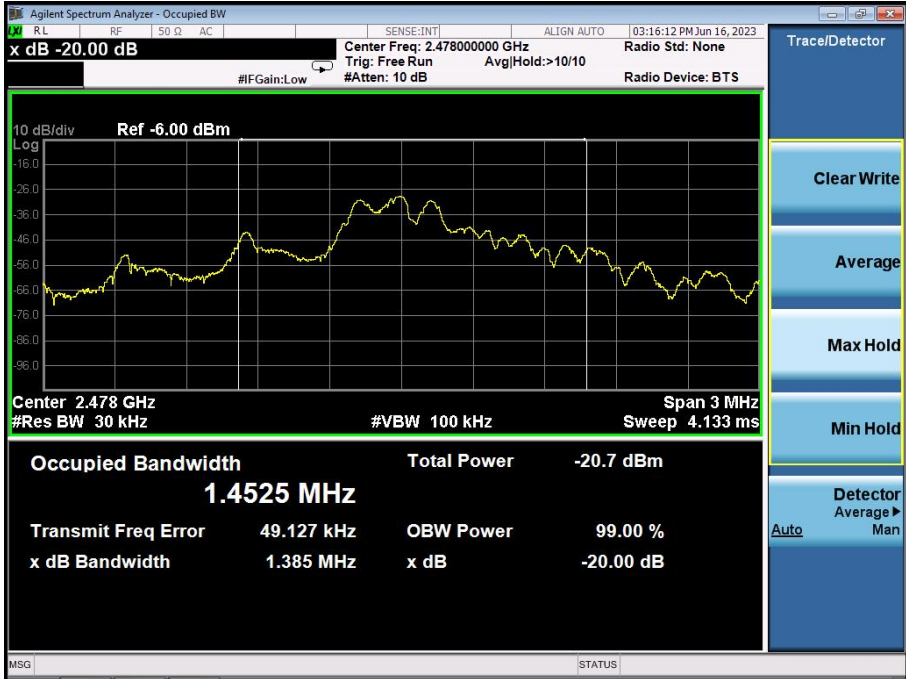 Agilent Spectrum Analyzer - Occupied BW
LXI RL RF 50 Ω AC SENSE:INT ALIGN AUTO 03:16:12 PM Jun 16, 2023
x dB -20.00 dB
Center Freq: 2.478000000 GHz Radio Std: None
Trig: Free Run Avg|Hold:>10/10
#IFGain:Low #Atten: 10 dB Radio Device: BTS
Trace/Detector
10 dB/div Ref -6.00 dBm
Log
-16.0
-26.0
-36.0
-46.0
-56.0
-66.0
-76.0
-86.0
-96.0
Center 2.478 GHz Span 3 MHz
#Res BW 30 kHz #VBW 100 kHz Sweep 4.133 ms
Occupied Bandwidth Total Power -20.7 dBm
1.4525 MHz
Transmit Freq Error 49.127 kHz OBW Power 99.00 %
x dB Bandwidth 1.385 MHz x dB -20.00 dB
Clear Write
Average
Max Hold
Min Hold
Detector
Average
Auto Man
MSG STATUS